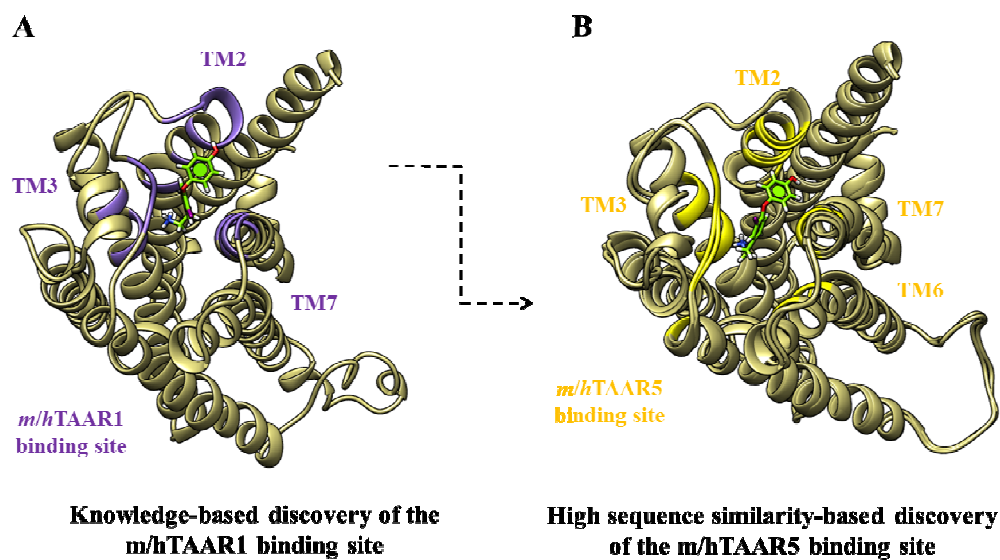 A
TM2
TM3
TM7
m/hTAAR1
binding site
Knowledge-based discovery of the
m/hTAAR1 binding site
B
TM2
TM3
TM7
TM6
m/hTAAR5
binding site
High sequence similarity-based discovery
of the m/hTAAR5 binding site